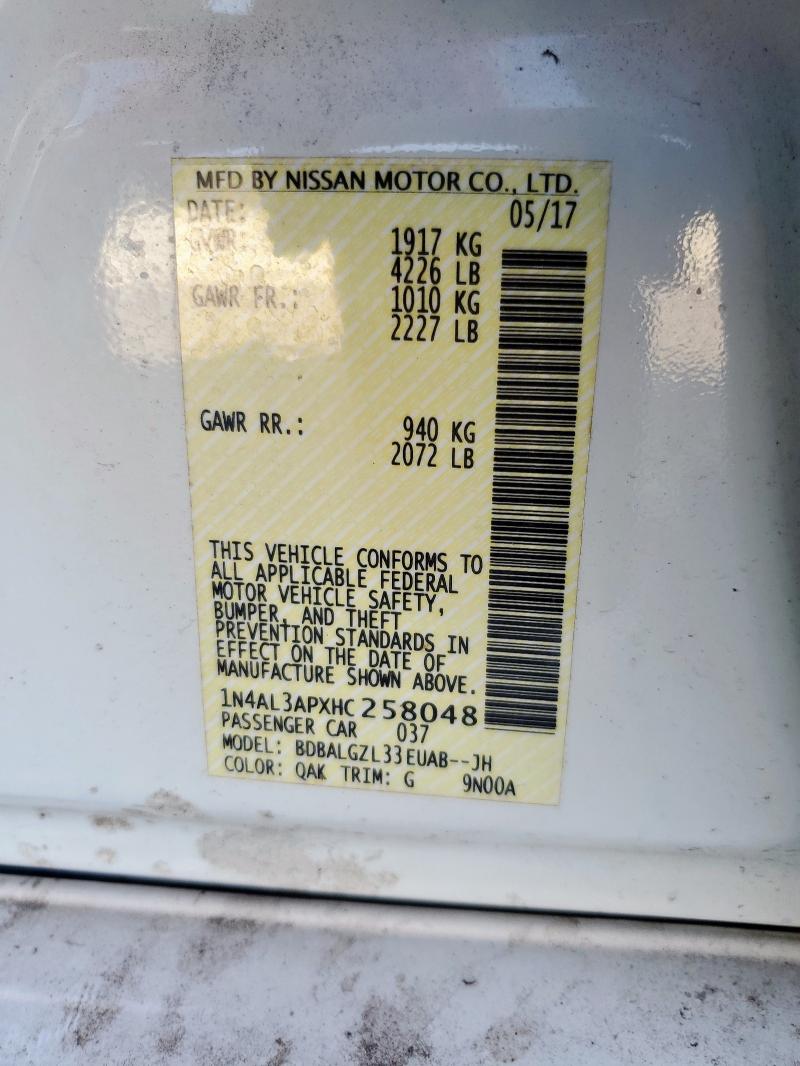 MFD BY NISSAN MOTOR CO., LTD.
DATE: 05/17
GVWR: 1917 KG
4226 LB
GAWR FR.: 1010 KG
2227 LB
GAWR RR.: 940 KG
2072 LB
THIS VEHICLE CONFORMS TO
ALL APPLICABLE FEDERAL
MOTOR VEHICLE SAFETY,
BUMPER, AND THEFT
PREVENTION STANDARDS IN
EFFECT ON THE DATE OF
MANUFACTURE SHOWN ABOVE.
1N4AL3APXHC258048
PASSENGER CAR 037
MODEL: BDBALGZL33EUAB--JH
COLOR: QAK TRIM: G 9N00A